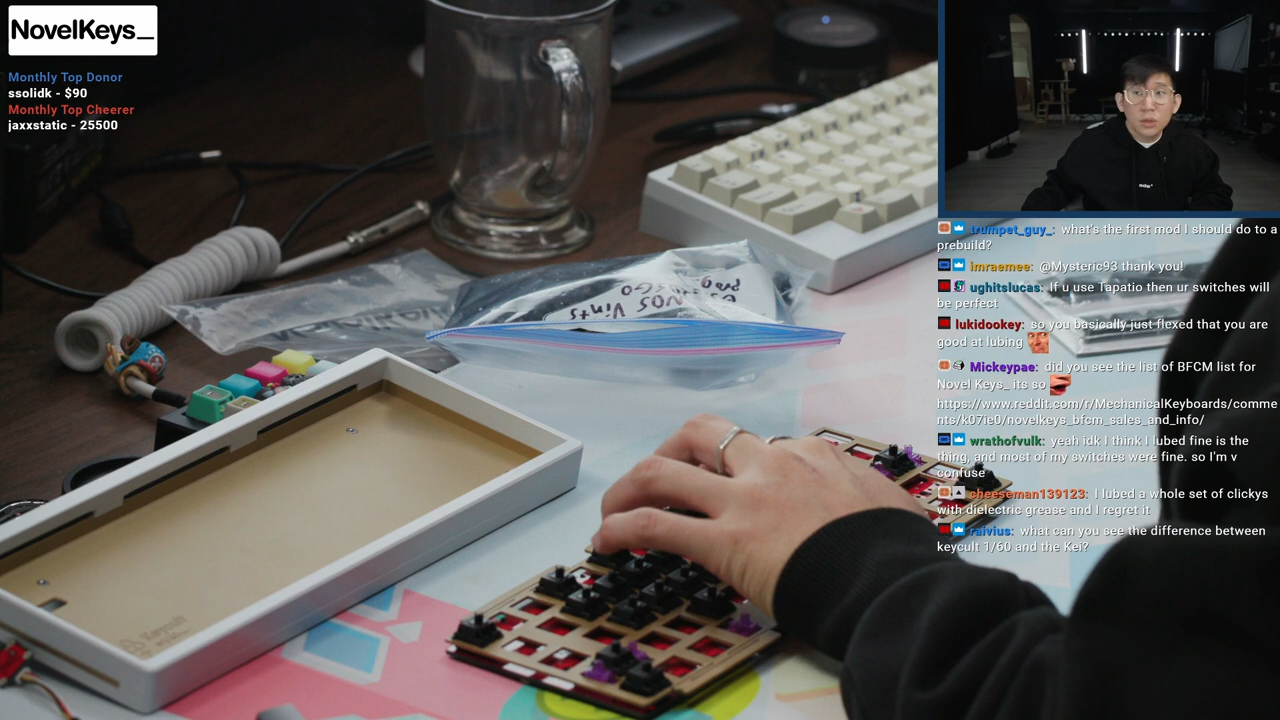 NovelKeys_
Monthly Top Donor
ssolidk - $90
Monthly Top Cheerer
jaxxstatic - 25500
trumpet_guy_: what's the first mod I should do to a
prebuild?
imraemee: @Mysteric93 thank you!
ughitslucas: If u use Tapatio then ur switches will
be perfect
lukidookey: so you basically just flexed that you are
good at lubing
Mickeypae: did you see the list of BFCM list for
Novel Keys_ its so
https://www.reddit.com/r/MechanicalKeyboards/comme
nts/k07ie0/novelkeys_bfcm_sales_and_info/
wrathofvulk: yeah idk I think I lubed fine is the
thing, and most of my switches were fine. so I'm v
confuse
cheeseman139123: I lubed a whole set of clickys
with dielectric grease and I regret it
raivius: what can you see the difference between
keycult 1/60 and the Kei?
Vints